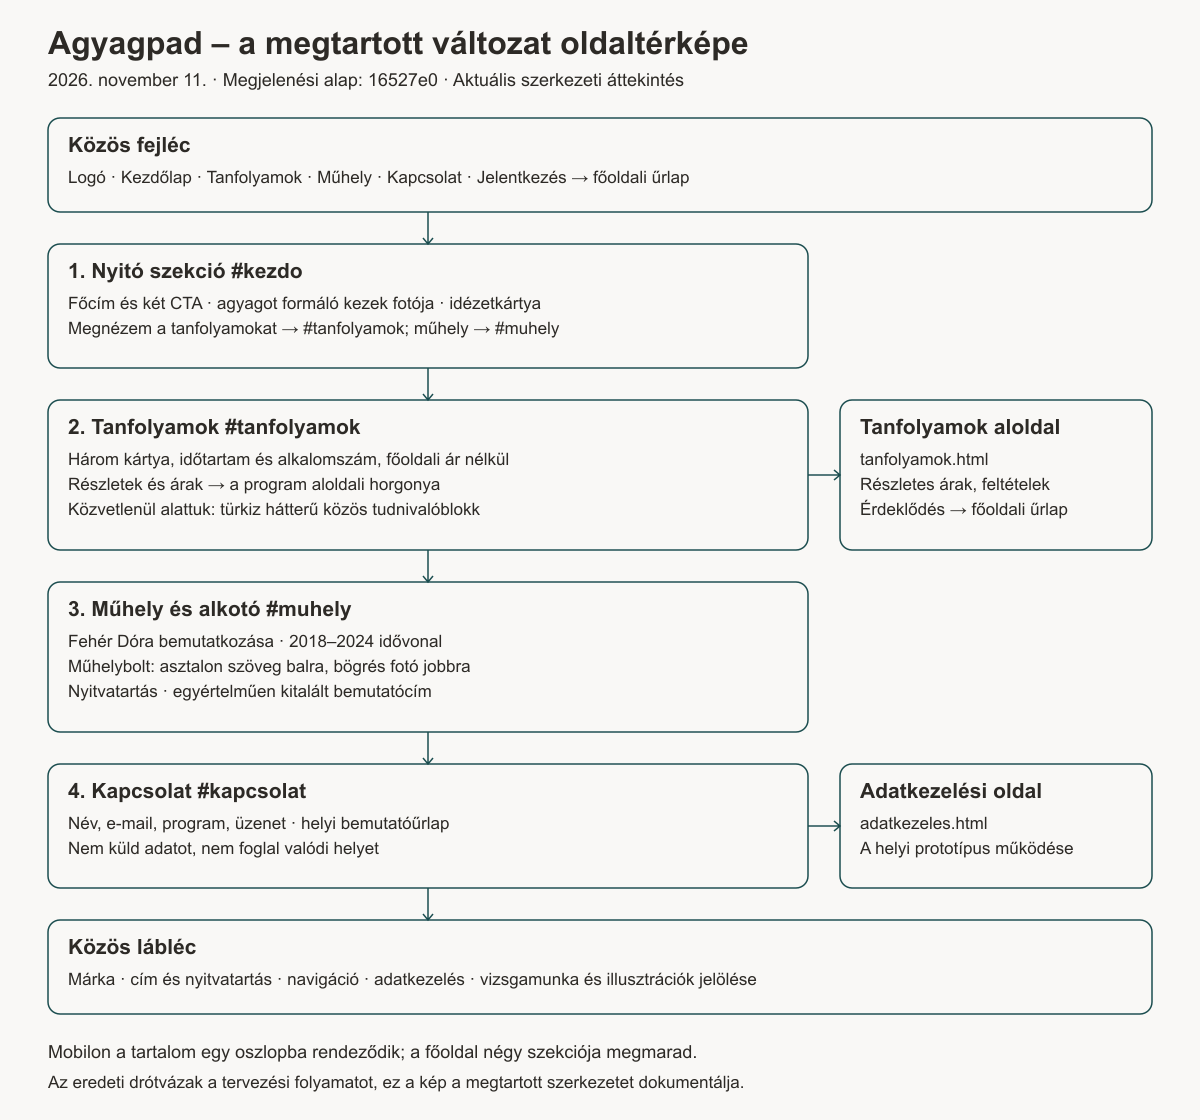 Agyagpad – a megtartott változat oldaltérképe
2026. november 11. · Megjelenési alap: 16527e0 · Aktuális szerkezeti áttekintés
Közös fejléc
Logó · Kezdőlap · Tanfolyamok · Műhely · Kapcsolat · Jelentkezés → főoldali űrlap
1. Nyitó szekció #kezdo
Főcím és két CTA · agyagot formáló kezek fotója · idézetkártya
Megnézem a tanfolyamokat → #tanfolyamok; műhely → #muhely
2. Tanfolyamok #tanfolyamok
Három kártya, időtartam és alkalomszám, főoldali ár nélkül
Részletek és árak → a program aloldali horgonya
Közvetlenül alattuk: türkiz hátterű közös tudnivalóblokk
Tanfolyamok aloldal
tanfolyamok.html
Részletes árak, feltételek
Érdeklődés → főoldali űrlap
3. Műhely és alkotó #muhely
Fehér Dóra bemutatkozása · 2018–2024 idővonal
Műhelybolt: asztalon szöveg balra, bögrés fotó jobbra
Nyitvatartás · egyértelműen kitalált bemutatócím
4. Kapcsolat #kapcsolat
Név, e-mail, program, üzenet · helyi bemutatóűrlap
Nem küld adatot, nem foglal valódi helyet
Adatkezelési oldal
adatkezeles.html
A helyi prototípus működése
Közös lábléc
Márka · cím és nyitvatartás · navigáció · adatkezelés · vizsgamunka és illusztrációk jelölése
Mobilon a tartalom egy oszlopba rendeződik; a főoldal négy szekciója megmarad.
Az eredeti drótvázak a tervezési folyamatot, ez a kép a megtartott szerkezetet dokumentálja.